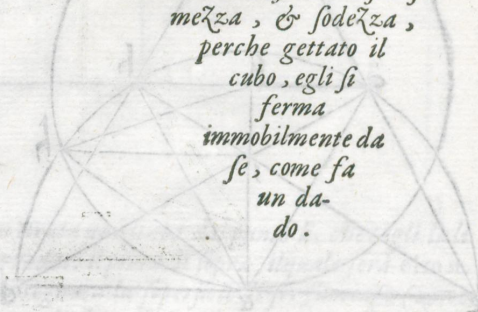 mezza, & sodezza,
perche gettato il
cubo, egli si
ferma
immobilmente da
se, come fa
un da-
do.